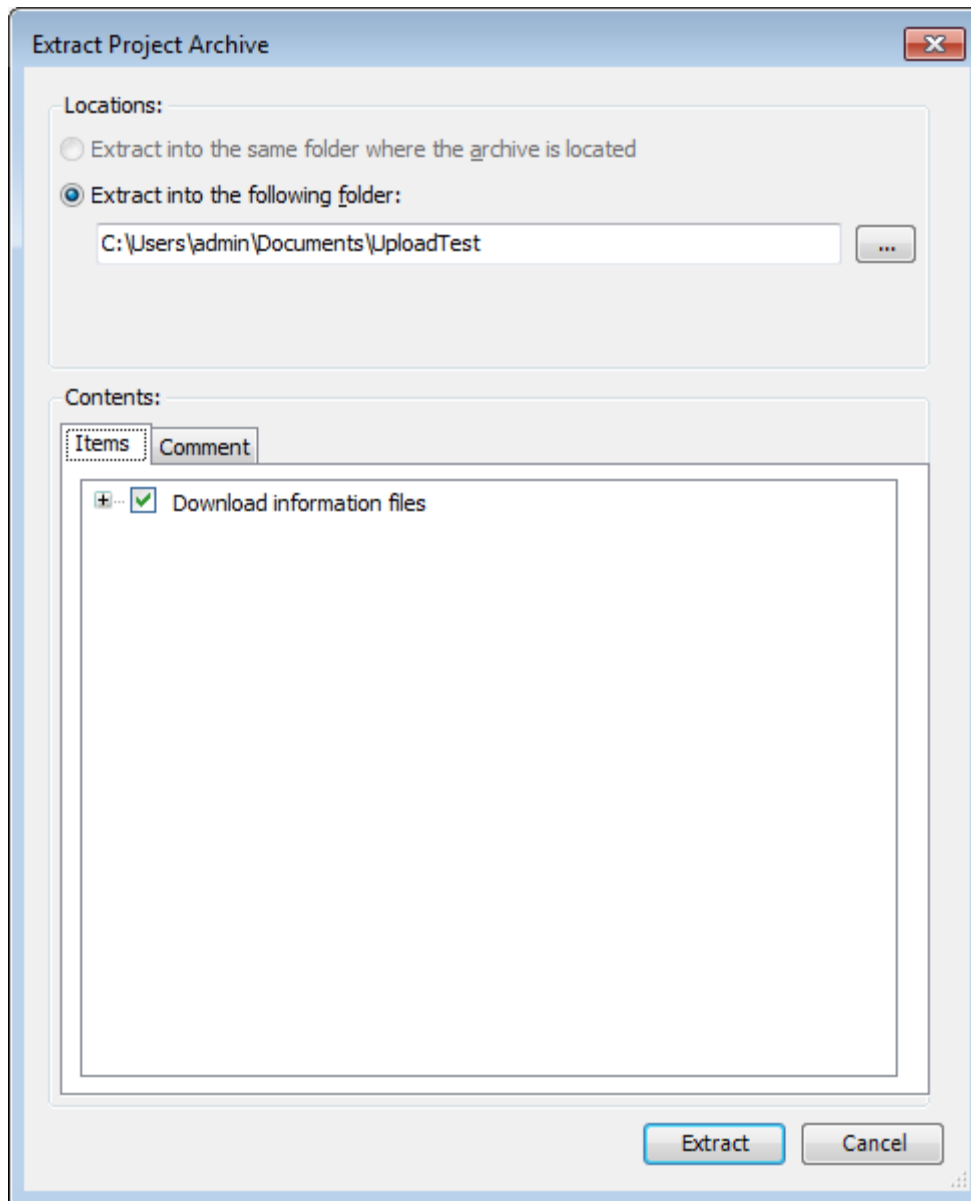 Extract Project Archive
Locations:
Extract into the same folder where the archive is located
Extract into the following folder:
C:\Users\admin\Documents\UploadTest
...
Contents:
Items Comment
Download information files
Extract Cancel